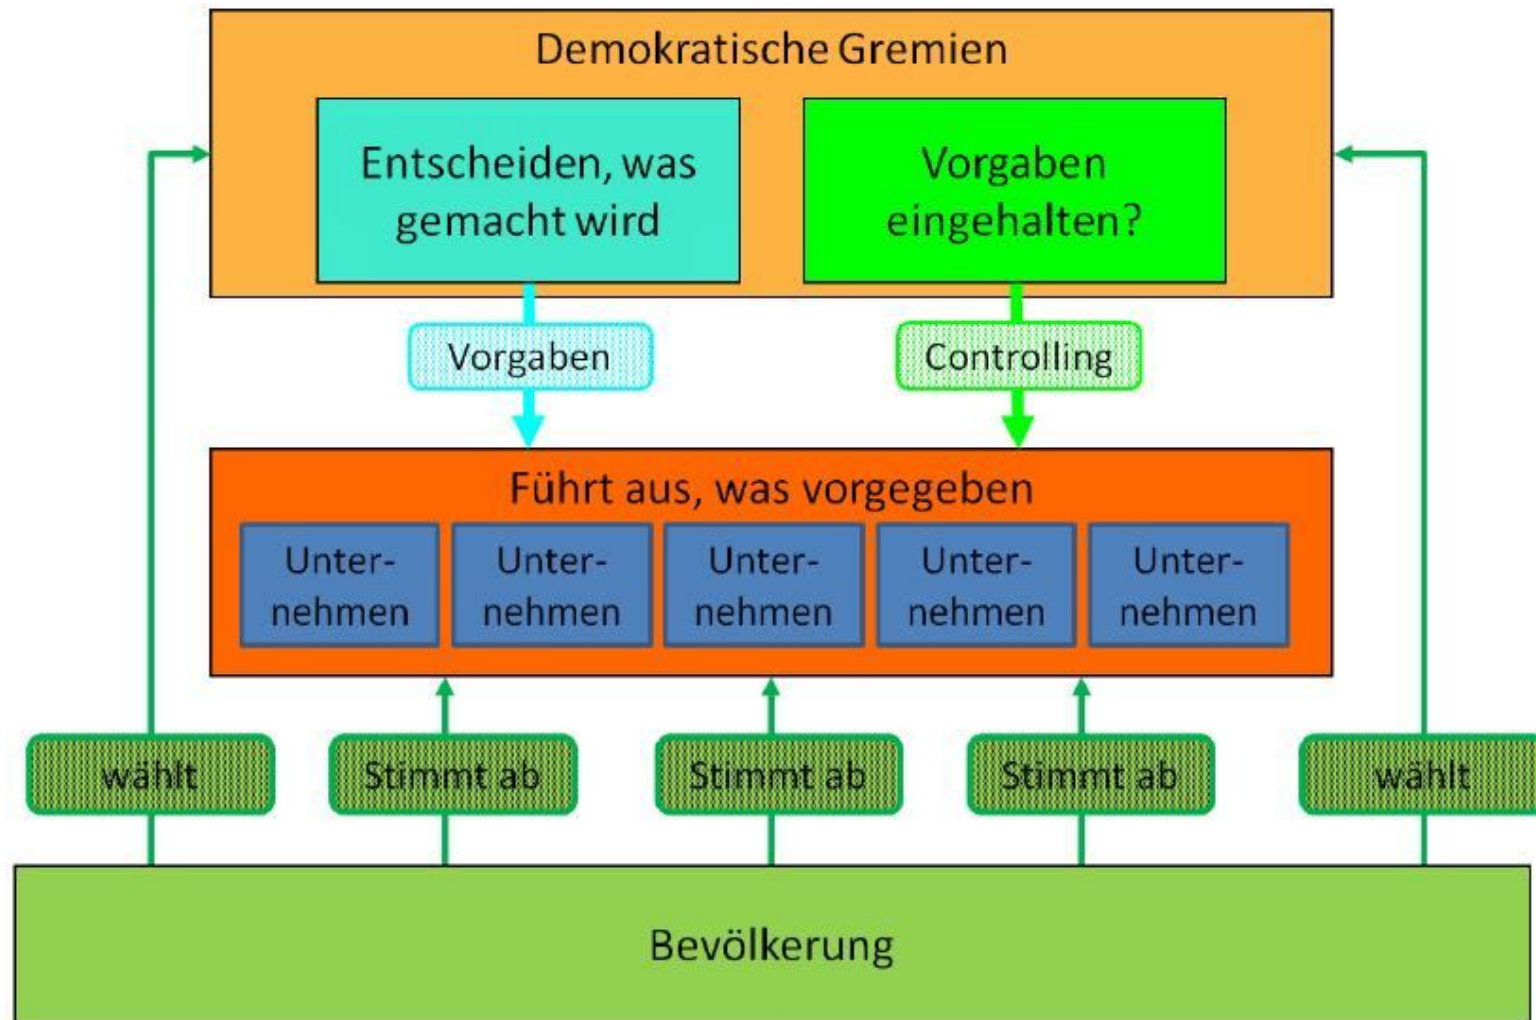 Demokratische Gremien
Entscheiden, was
gemacht wird
Vorgaben
eingehalten?
Vorgaben
Controlling
Führt aus, was vorgegeben
Unter-
nehmen
Unter-
nehmen
Unter-
nehmen
Unter-
nehmen
Unter-
nehmen
wählt
Stimmt ab
Stimmt ab
Stimmt ab
wählt
Bevölkerung